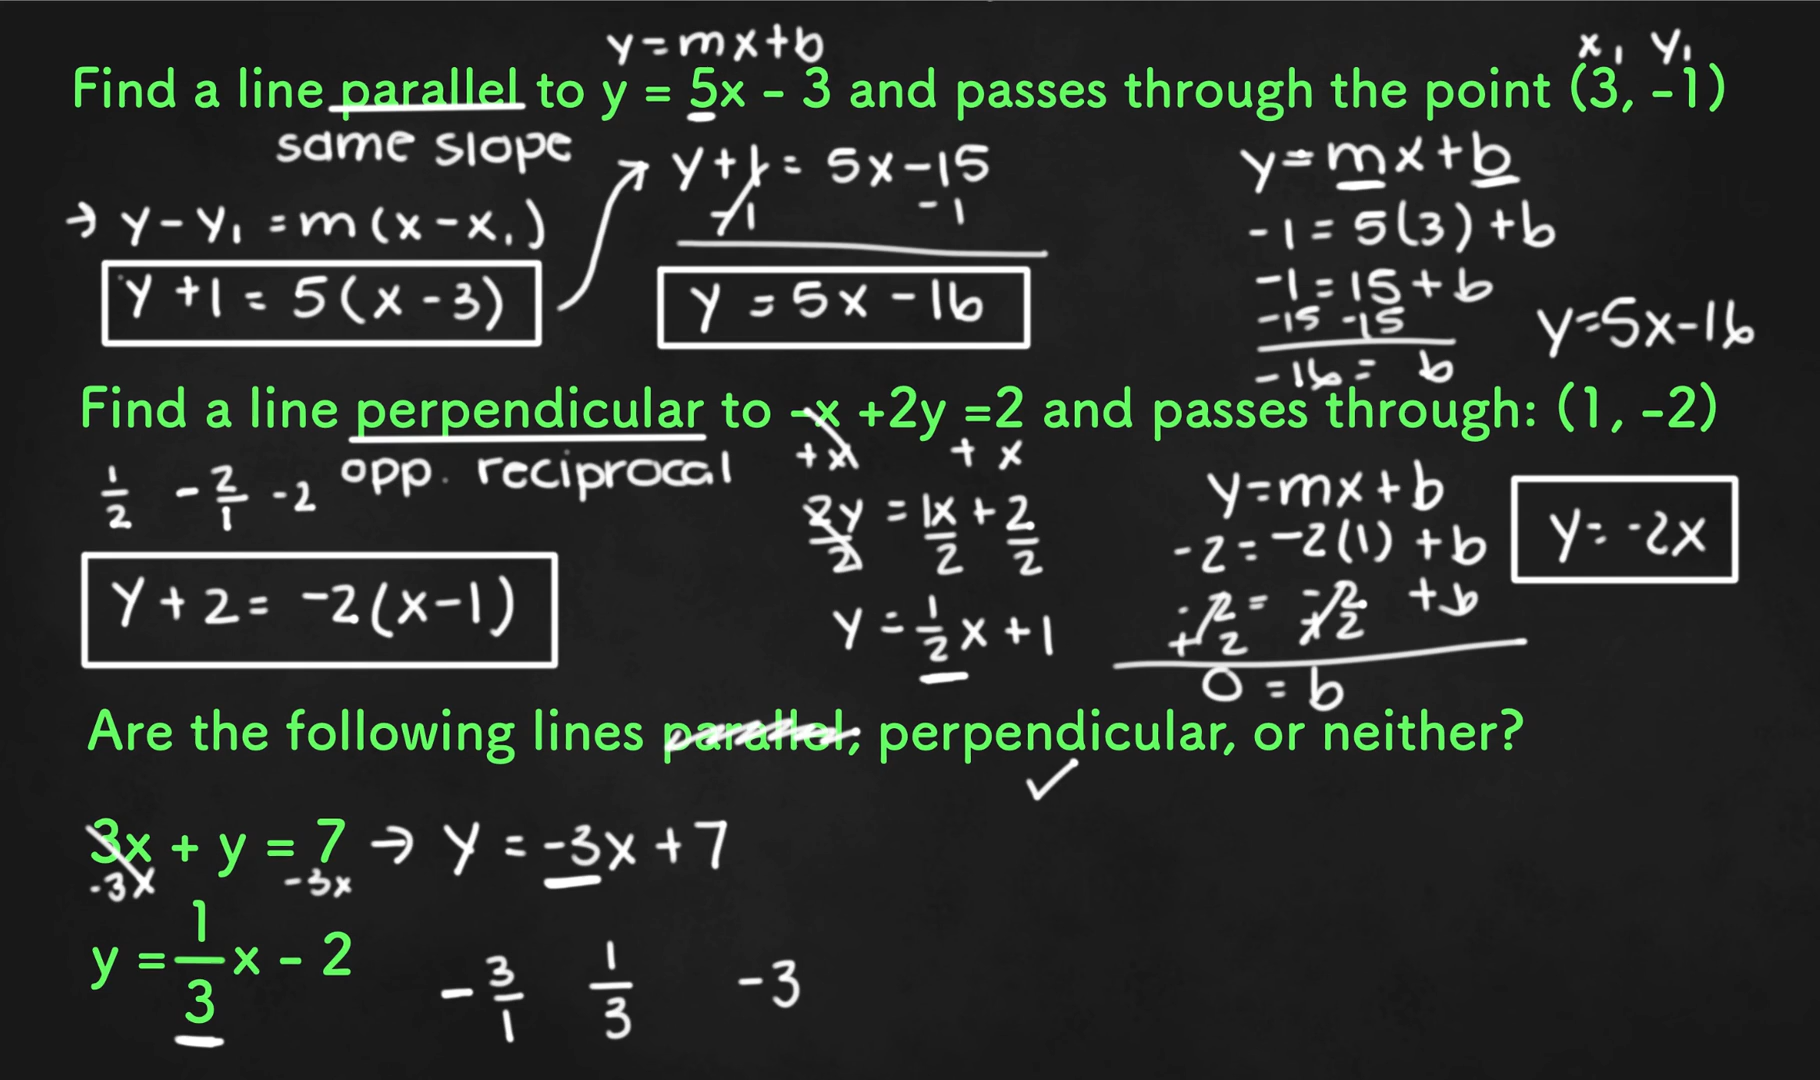 y=mx+b
x₁ y₁
Find a line parallel to y = 5x - 3 and passes through the point (3, -1)
same slope
→ y - y₁ = m(x - x₁)
y + 1 = 5(x - 3)
y + 1 = 5x - 15
-1 -1
y = 5x - 16
y = mx + b
-1 = 5(3) + b
-1 = 15 + b
-15 -15
-16 = b
y=5x-16
Find a line perpendicular to -x +2y =2 and passes through: (1, -2)
+x + x
opp. reciprocal
1/2 -2/1 -2
y + 2 = -2(x-1)
2y/2 = 1x/2 + 2/2
y = 1/2 x + 1
y=mx+b
-2 = -2(1) + b
-2 = -2 + b
+2 +2
0 = b
y = -2x
Are the following lines parallel, perpendicular, or neither?
✓
3x + y = 7 → y = -3x + 7
-3x -3x
y = 1/3 x - 2
-3/1 1/3 -3